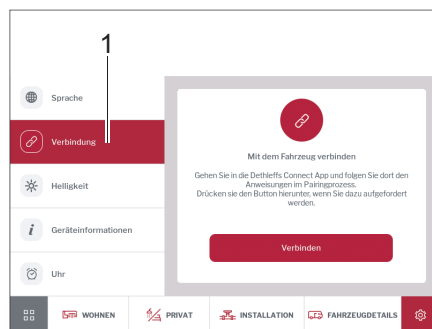 1
Sprache
Verbindung
Helligkeit
Geräteinformationen
Uhr
Mit dem Fahrzeug verbinden
Gehen Sie in die Dethleffs Connect App und folgen Sie dort den
Anweisungen im Pairingprozess.
Drücken sie den Button hierunter, wenn Sie dazu aufgefordert
werden.
Verbinden
WOHNEN
PRIVAT
INSTALLATION
FAHRZEUGDETAILS